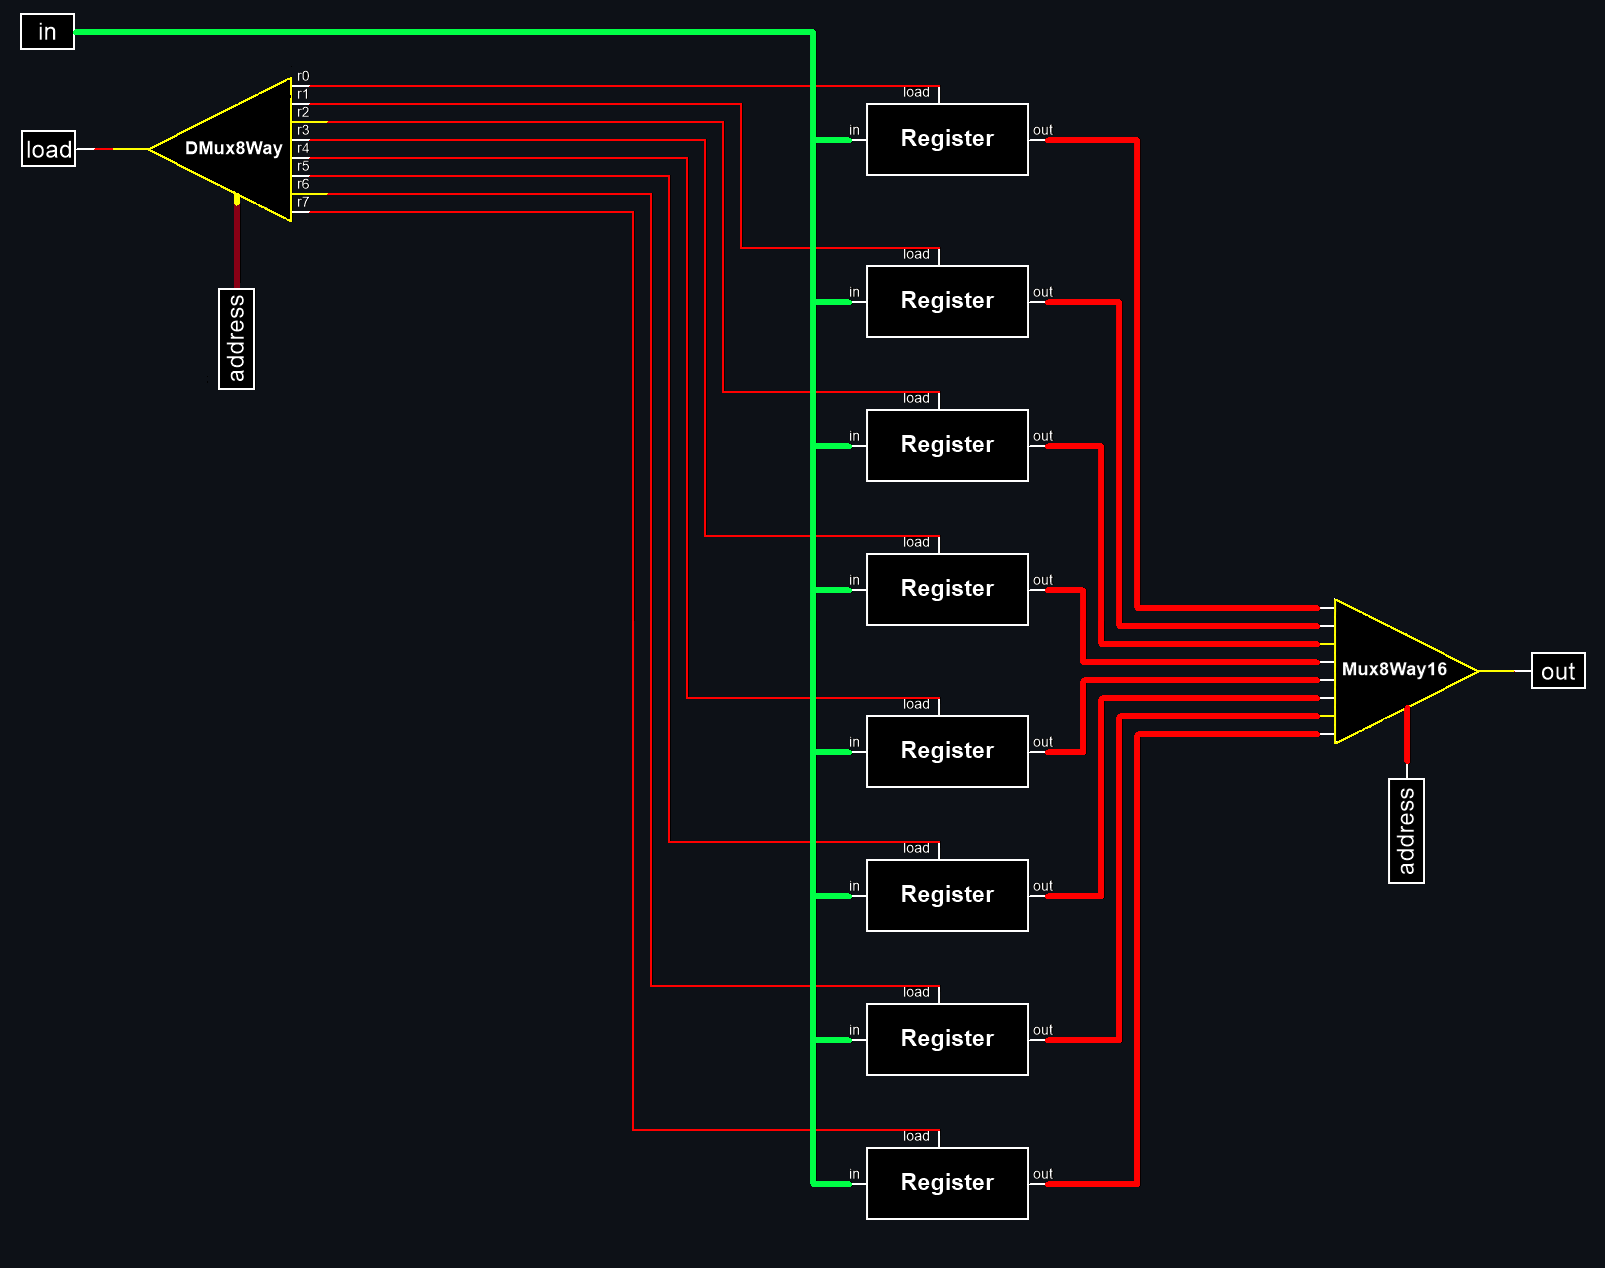 in
load
DMux8Way
r0
r1
r2
r3
r4
r5
r6
r7
address
load
in
Register
out
load
in
Register
out
load
in
Register
out
load
in
Register
out
load
in
Register
out
load
in
Register
out
load
in
Register
out
load
in
Register
out
Mux8Way16
out
address